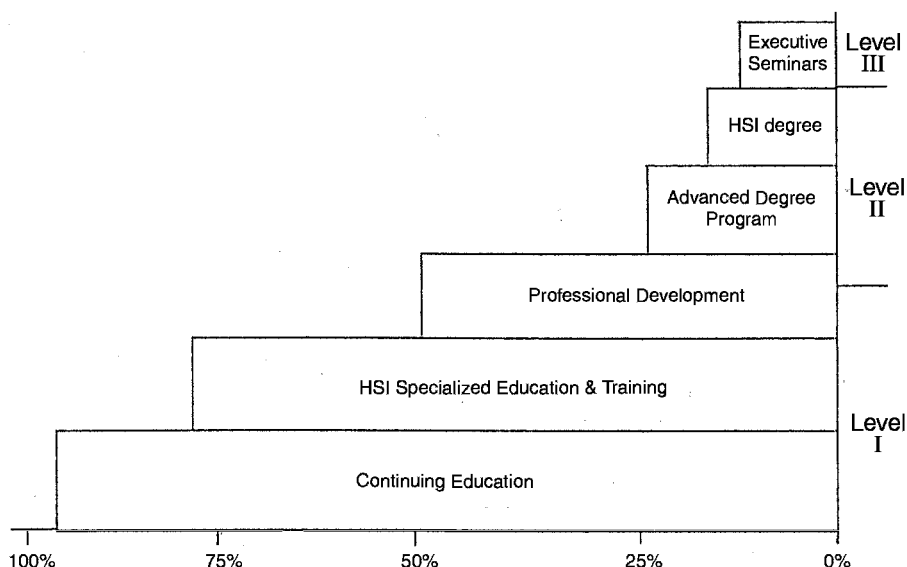 Executive
Seminars
Level
III
HSI degree
Advanced Degree
Program
Level
II
Professional Development
HSI Specialized Education & Training
Level
I
Continuing Education
100%
75%
50%
25%
0%